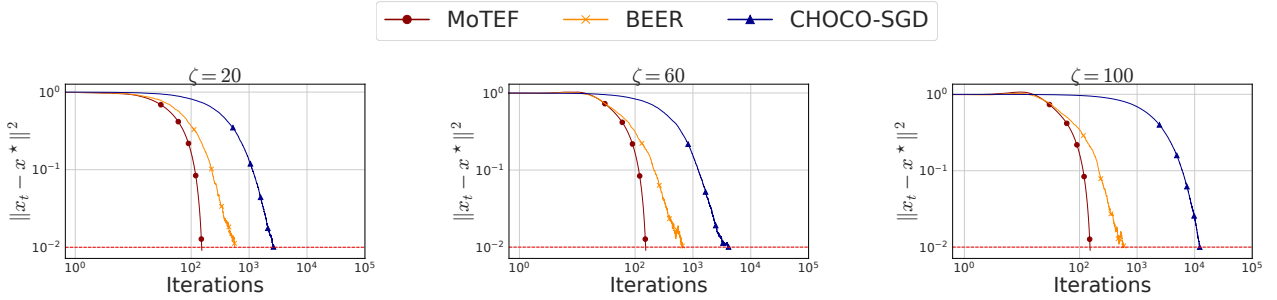 MoTEF BEER CHOCO-SGD
ζ = 20
ζ = 60
ζ = 100
||x_t − x^⋆||^2
10^0
10^{-1}
10^{-2}
10^0 10^2 10^3 10^4 10^5
Iterations
||x_t − x^⋆||^2
10^0
10^{-1}
10^{-2}
10^0 10^2 10^3 10^4 10^5
Iterations
||x_t − x^⋆||^2
10^0
10^{-1}
10^{-2}
10^0 10^2 10^3 10^4 10^5
Iterations